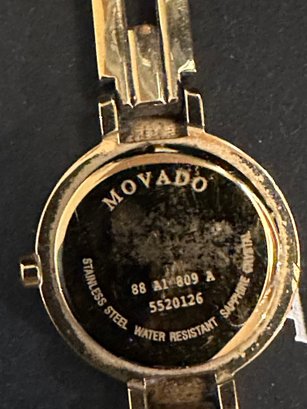 MOVADO
88 A1 809 A
5520126
STAINLESS STEEL WATER RESISTANT SAPPHIRE CRYSTAL